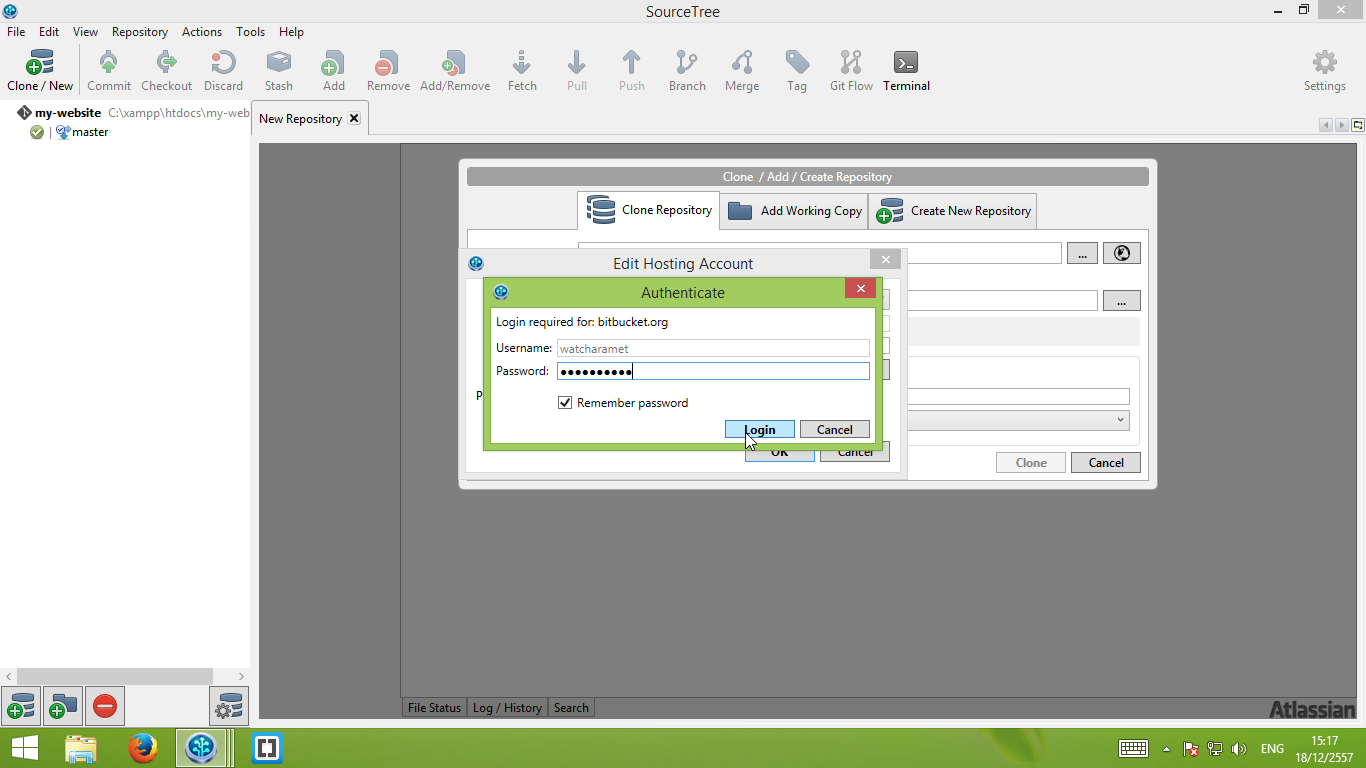 SourceTree
File Edit View Repository Actions Tools Help
Clone / New Commit Checkout Discard Stash Add Remove Add/Remove Fetch Pull Push Branch Merge Tag Git Flow Terminal Settings
my-website C:\xampp\htdocs\my-web
master
New Repository
Clone / Add / Create Repository
Clone Repository Add Working Copy Create New Repository
...
Edit Hosting Account
Authenticate
...
Login required for: bitbucket.org
Username: watcharamet
Password: ●●●●●●●●●●
P
Remember password
Login Cancel
OK Cancel
Clone Cancel
File Status Log / History Search
Atlassian
ENG
15:17
18/12/2557